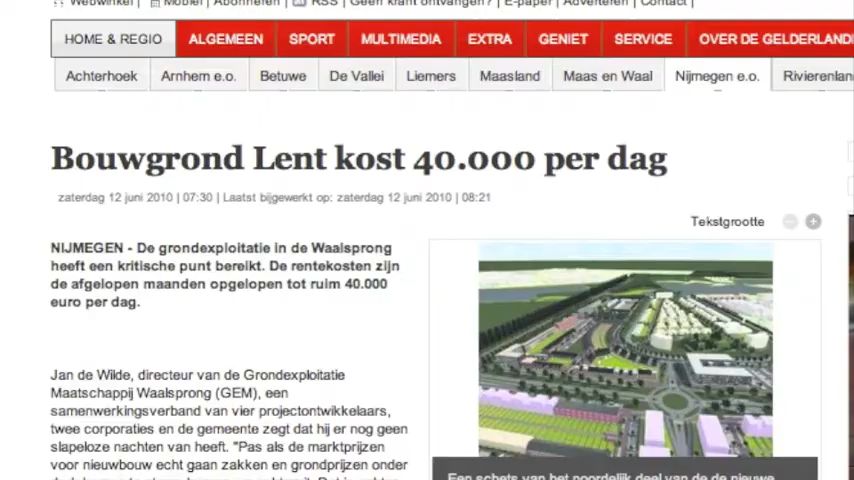 Webwinkel | Mobiel | Abonneren | RSS | Geen krant ontvangen? | E-paper | Adverteren | Contact |
HOME & REGIO ALGEMEEN SPORT MULTIMEDIA EXTRA GENIET SERVICE OVER DE GELDERLAND
Achterhoek Arnhem e.o. Betuwe De Vallei Liemers Maasland Maas en Waal Nijmegen e.o. Rivierenlan
Bouwgrond Lent kost 40.000 per dag
zaterdag 12 juni 2010 | 07:30 | Laatst bijgewerkt op: zaterdag 12 juni 2010 | 08:21
Tekstgrootte
NIJMEGEN - De grondexploitatie in de Waalsprong
heeft een kritische punt bereikt. De rentekosten zijn
de afgelopen maanden opgelopen tot ruim 40.000
euro per dag.
Jan de Wilde, directeur van de Grondexploitatie
Maatschappij Waalsprong (GEM), een
samenwerkingsverband van vier projectontwikkelaars,
twee corporaties en de gemeente zegt dat hij er nog geen
slapeloze nachten van heeft. "Pas als de marktprijzen
voor nieuwbouw echt gaan zakken en grondprijzen onder
Een schets van het noordelijk deel van de de nieuwe